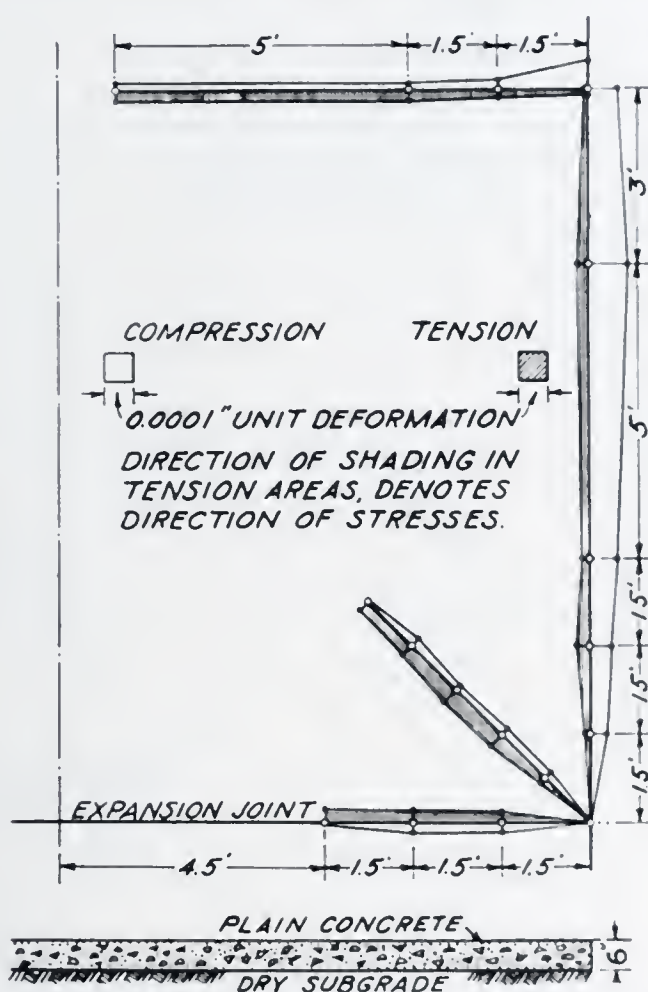 5' 1.5' 1.5'
3'
COMPRESSION TENSION
0.0001" UNIT DEFORMATION
DIRECTION OF SHADING IN
TENSION AREAS, DENOTES
DIRECTION OF STRESSES.
5'
1.5'
1.5'
1.5'
EXPANSION JOINT
4.5' 1.5' 1.5' 1.5'
PLAIN CONCRETE
6"
DRY SUBGRADE